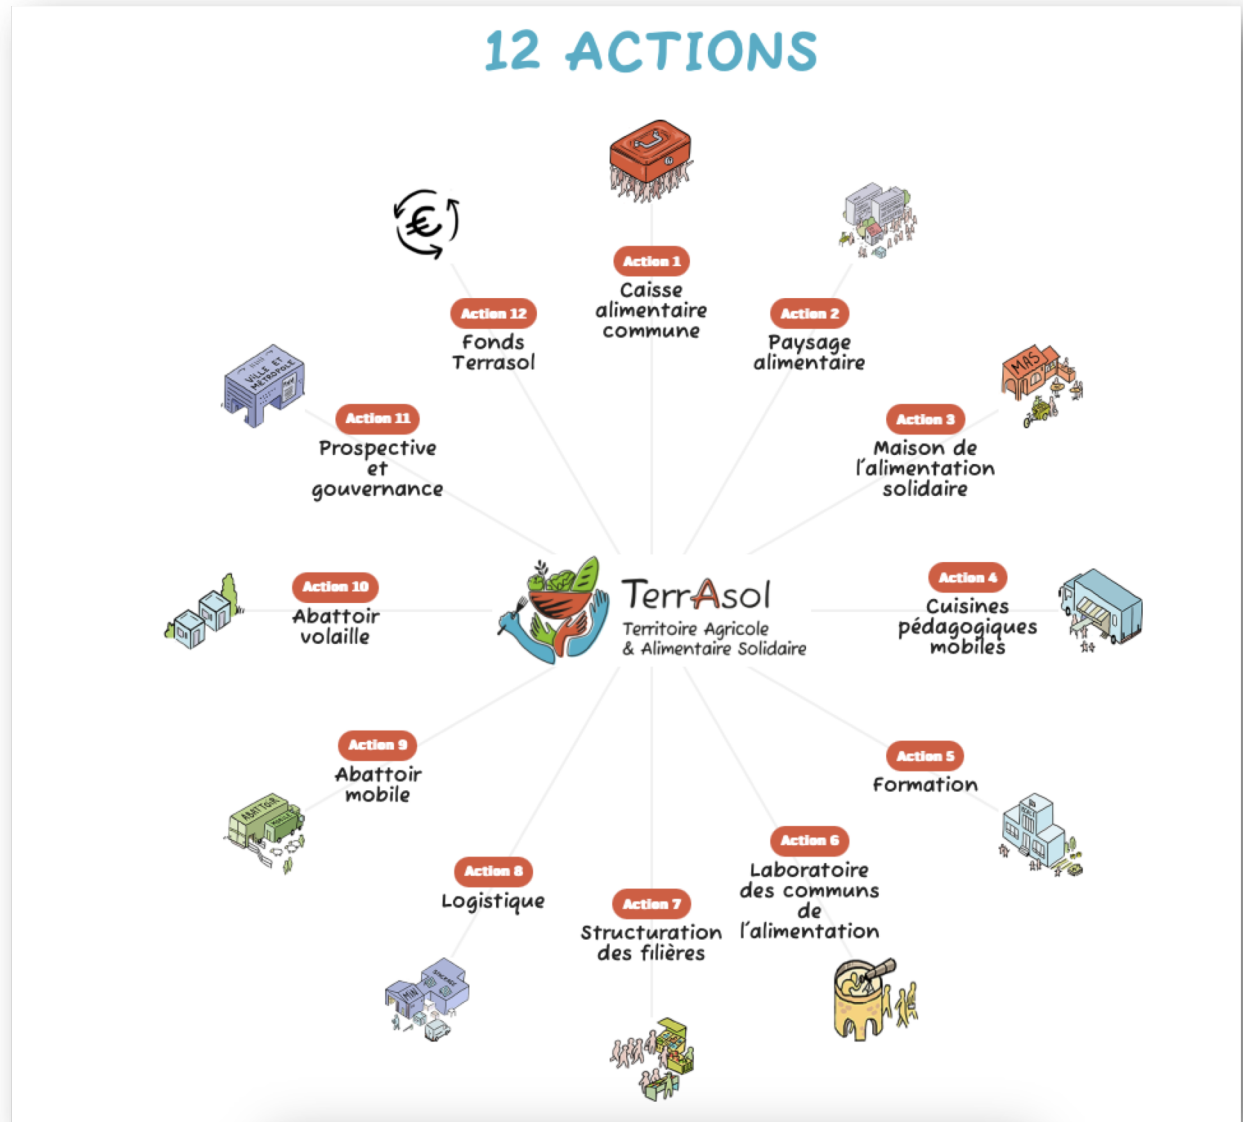 12 ACTIONS
Action 1
Caisse
alimentaire
commune
Action 2
Paysage
alimentaire
MAS
Action 3
Maison de
l'alimentation
solidaire
Action 4
Cuisines
pédagogiques
mobiles
Action 5
Formation
Action 6
Laboratoire
des communs
de
l'alimentation
Action 7
Structuration
des filières
Action 8
Logistique
MIN
Action 9
Abattoir
mobile
ABATTOIR
MOBILE
Action 10
Abattoir
volaille
Action 11
Prospective
et
gouvernance
VILLE ET
MÉTROPOLE
Action 12
Fonds
Terrasol
€
TerrAsol
Territoire Agricole
& Alimentaire Solidaire